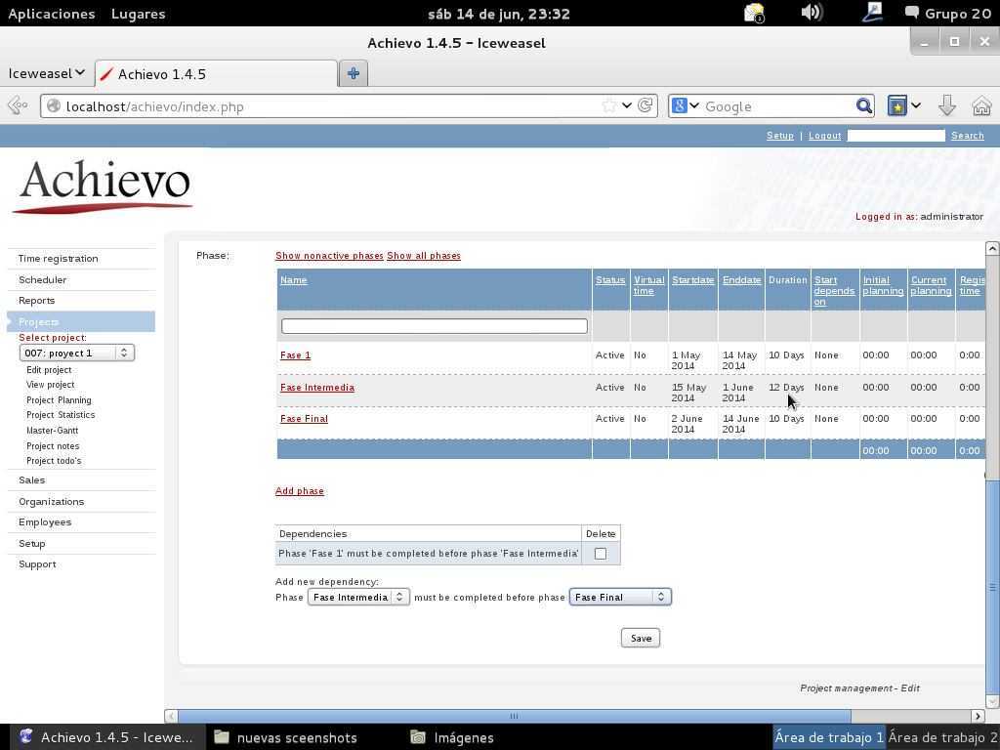 Aplicaciones Lugares sáb 14 de jun, 23:32 1 Grupo 20
Achievo 1.4.5 - Iceweasel
Iceweasel Achievo 1.4.5
localhost/achievo/index.php Google
Setup | Logout Search
Achievo
Logged in as: administrator
Time registration
Scheduler
Reports
Projects
Select project:
007: proyect 1
Edit project
View project
Project Planning
Project Statistics
Master-Gantt
Project notes
Project todo's
Sales
Organizations
Employees
Setup
Support
Phase: Show nonactive phases Show all phases
Name Status Virtual time Startdate Enddate Duration Start depends on Initial planning Current planning Regis time
Fase 1 Active No 1 May 2014 14 May 2014 10 Days None 00:00 00:00 0:00
Fase Intermedia Active No 15 May 2014 1 June 2014 12 Days None 00:00 00:00 0:00
Fase Final Active No 2 June 2014 14 June 2014 10 Days None 00:00 00:00 0:00
00:00 00:00 0:00
Add phase
Dependencies Delete
Phase 'Fase 1' must be completed before phase 'Fase Intermedia'
Add new dependency:
Phase Fase Intermedia must be completed before phase Fase Final
Save
Project management - Edit
Achievo 1.4.5 - Icewe... nuevas sceenshots Imágenes Área de trabajo 1 Área de trabajo 2